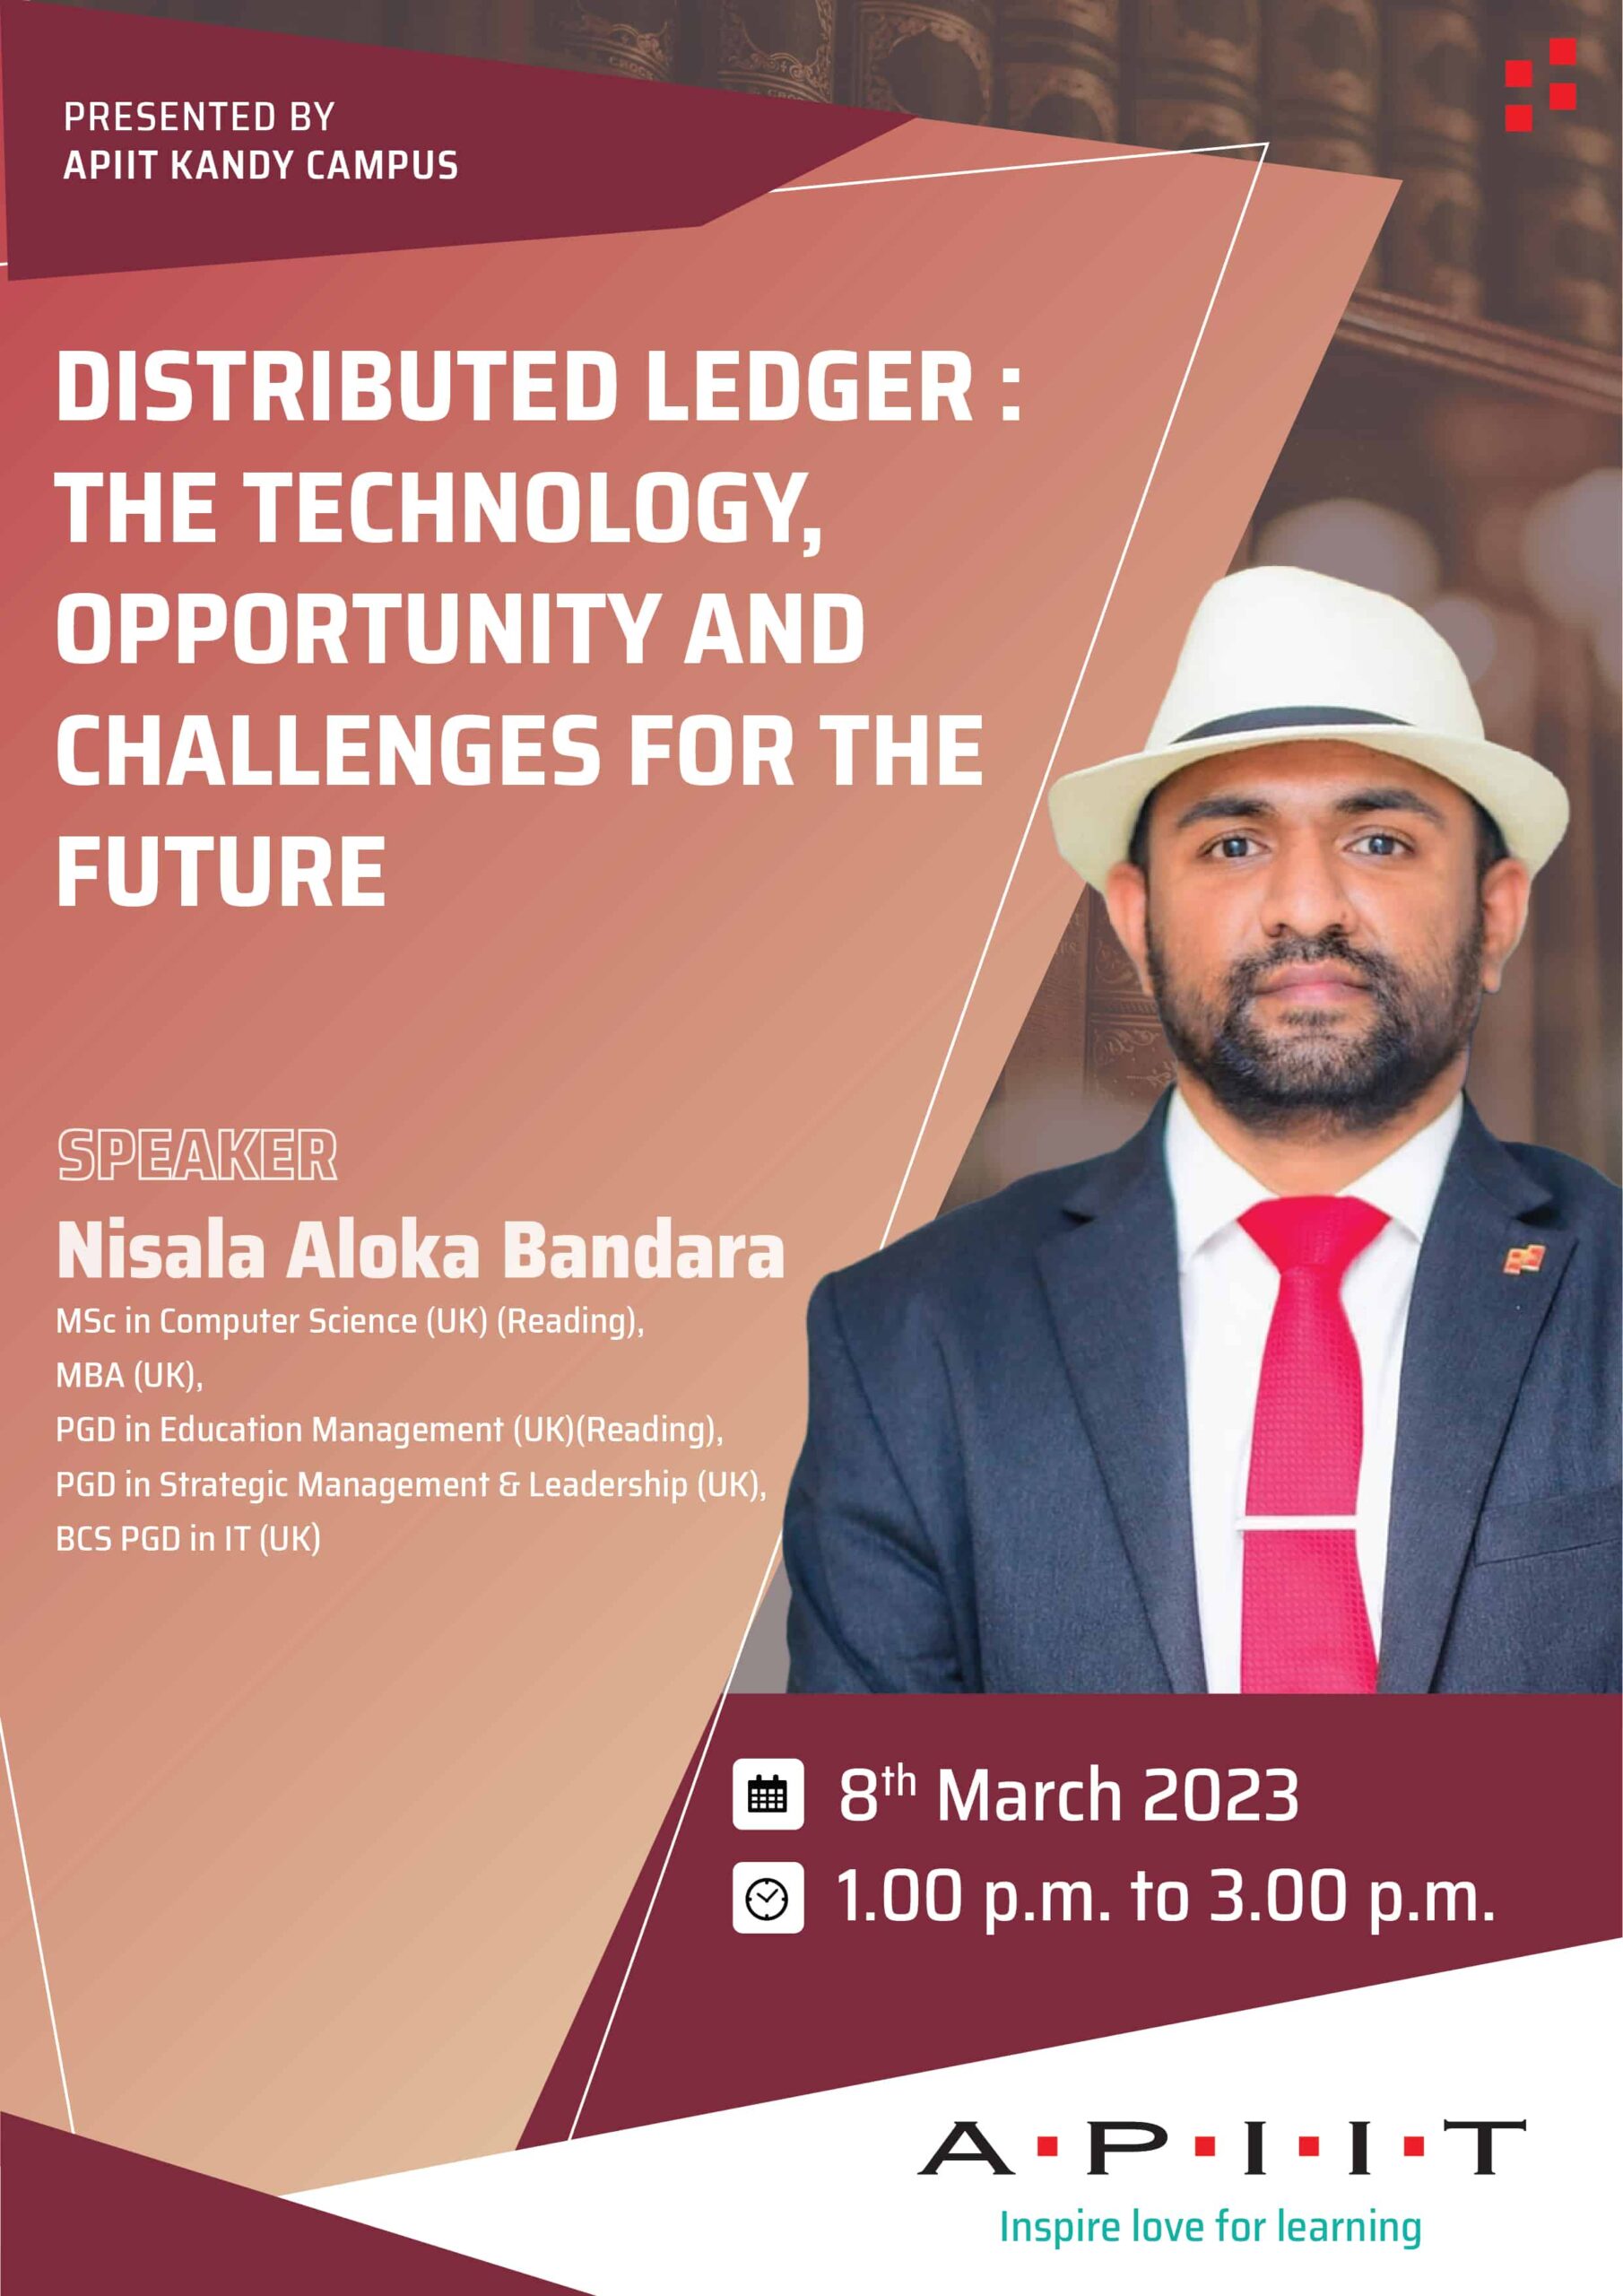 PRESENTED BY
APIIT KANDY CAMPUS
DISTRIBUTED LEDGER :
THE TECHNOLOGY,
OPPORTUNITY AND
CHALLENGES FOR THE
FUTURE
SPEAKER
Nisala Aloka Bandara
MSc in Computer Science (UK) (Reading),
MBA (UK),
PGD in Education Management (UK)(Reading),
PGD in Strategic Management & Leadership (UK),
BCS PGD in IT (UK)
8th March 2023
1.00 p.m. to 3.00 p.m.
A·P·I·I·T
Inspire love for learning